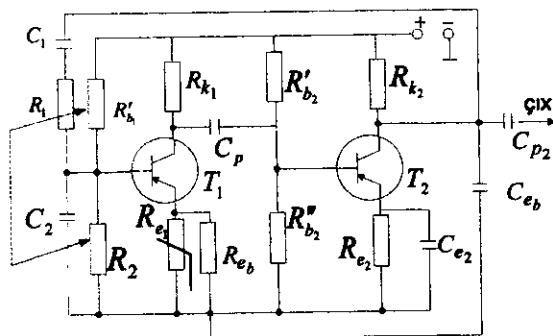 C₁
+ −
R₁
R'b₁
Rk₁
R'b₂
Rk₂
ÇIX
Cp
Cp₂
T₁
T₂
C₂
Ceb
R₂
Re₁
Reb
R"b₂
Re₂
Ce₂